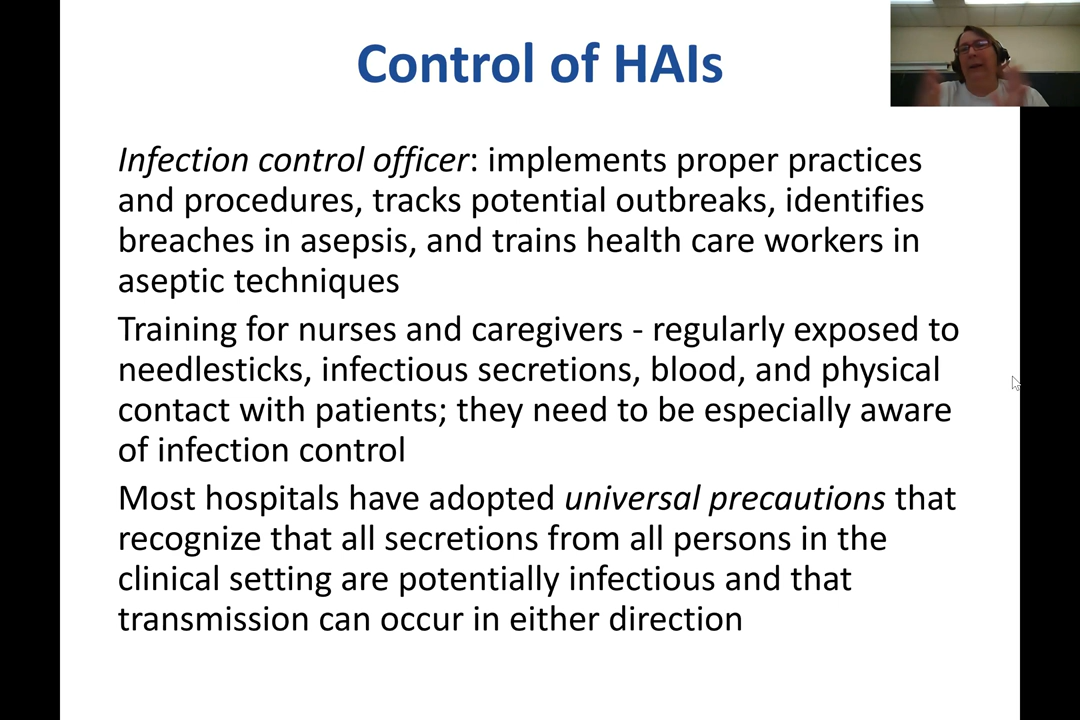 Control of HAIs
Infection control officer: implements proper practices
and procedures, tracks potential outbreaks, identifies
breaches in asepsis, and trains health care workers in
aseptic techniques
Training for nurses and caregivers - regularly exposed to
needlesticks, infectious secretions, blood, and physical
contact with patients; they need to be especially aware
of infection control
Most hospitals have adopted universal precautions that
recognize that all secretions from all persons in the
clinical setting are potentially infectious and that
transmission can occur in either direction